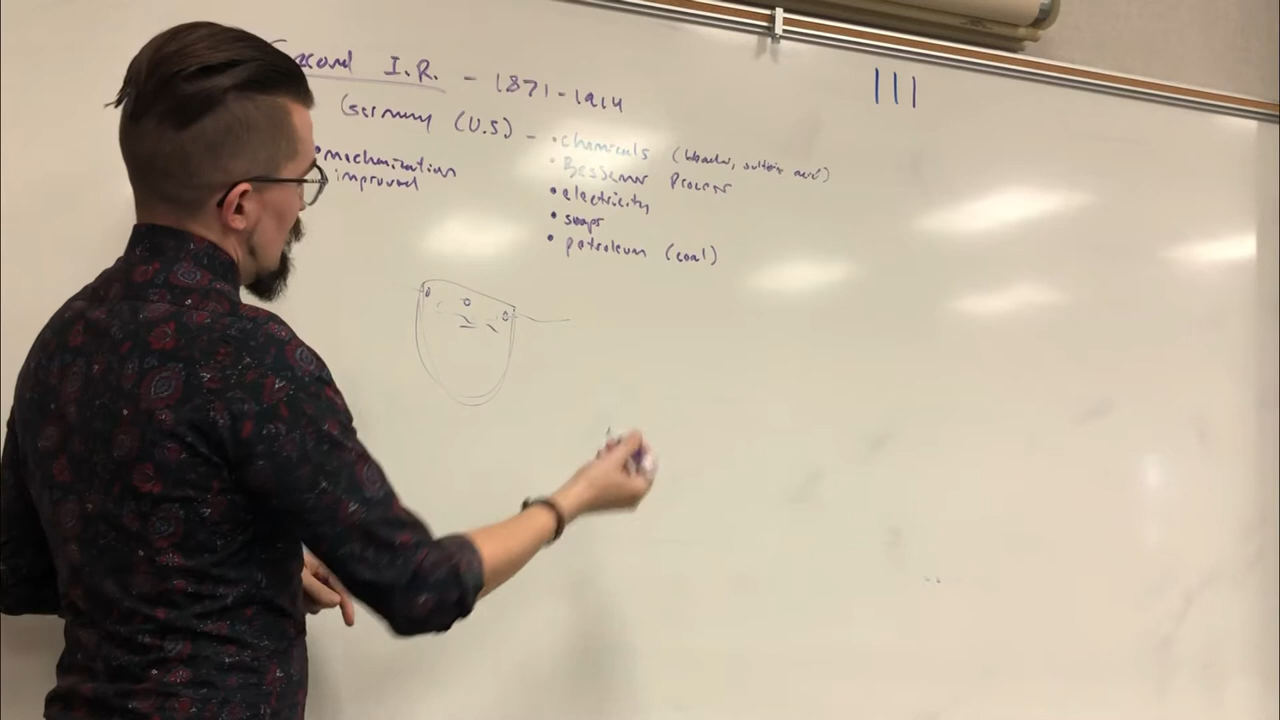 Second I.R. - 1871-1914
Germany (U.S) - • chemicals (bleach, sulfuric acid)
• mechanization
improved
• Bessemer Process
• electricity
• soaps
• petroleum (coal)
|||